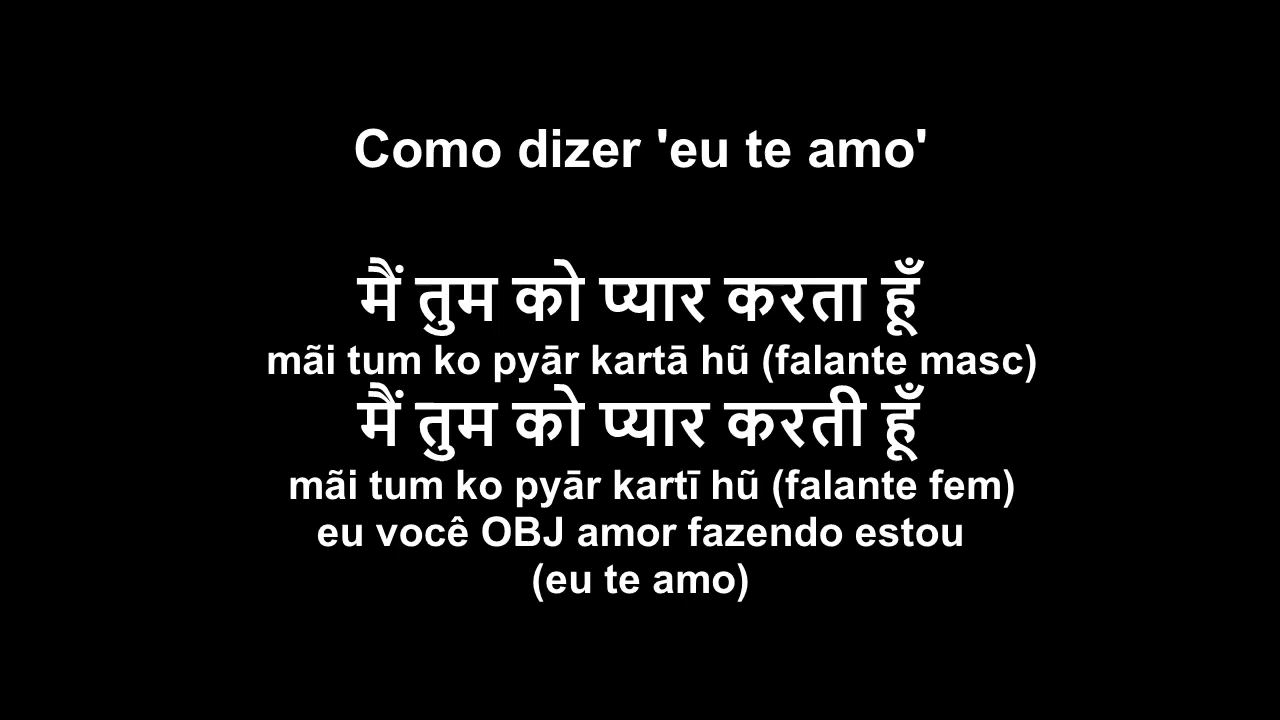 Como dizer 'eu te amo'
मैं तुम को प्यार करता हूँ
mãi tum ko pyār kartā hũ (falante masc)
मैं तुम को प्यार करती हूँ
mãi tum ko pyār kartī hũ (falante fem)
eu você OBJ amor fazendo estou
(eu te amo)